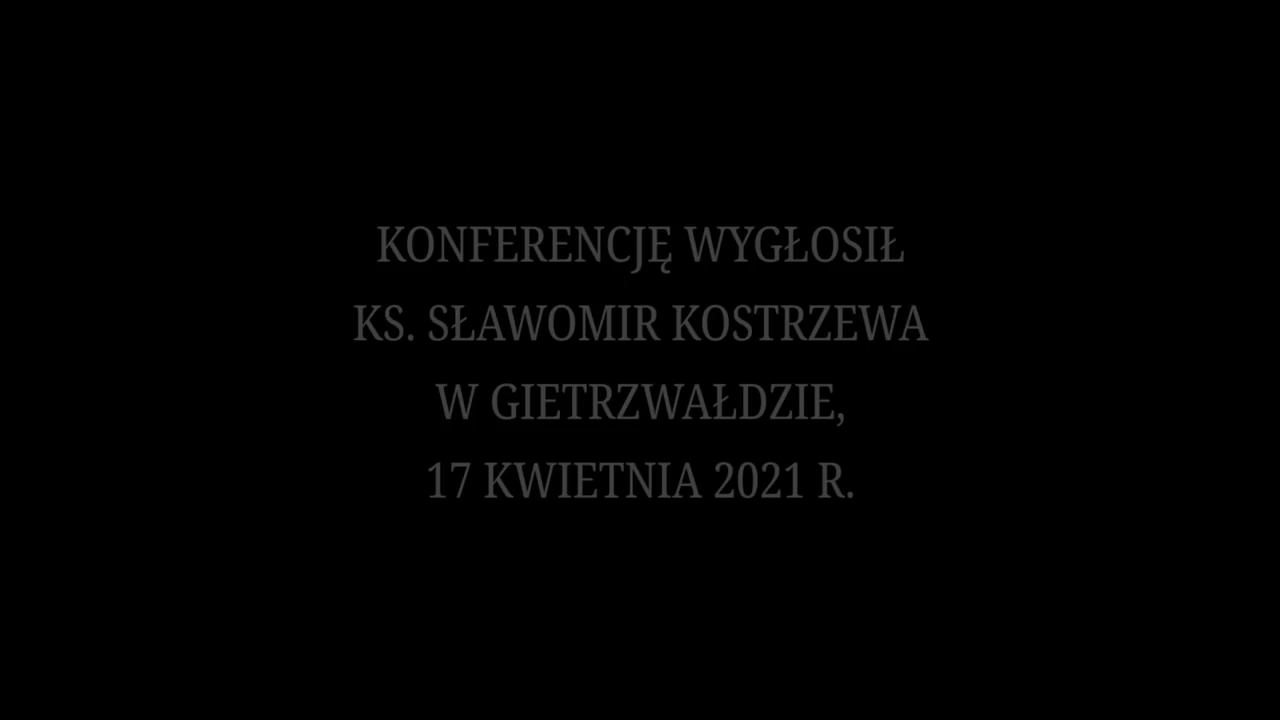 KONFERENCJĘ WYGŁOSIŁ
KS. SŁAWOMIR KOSTRZEWA
W GIETRZWAŁDZIE,
17 KWIETNIA 2021 R.